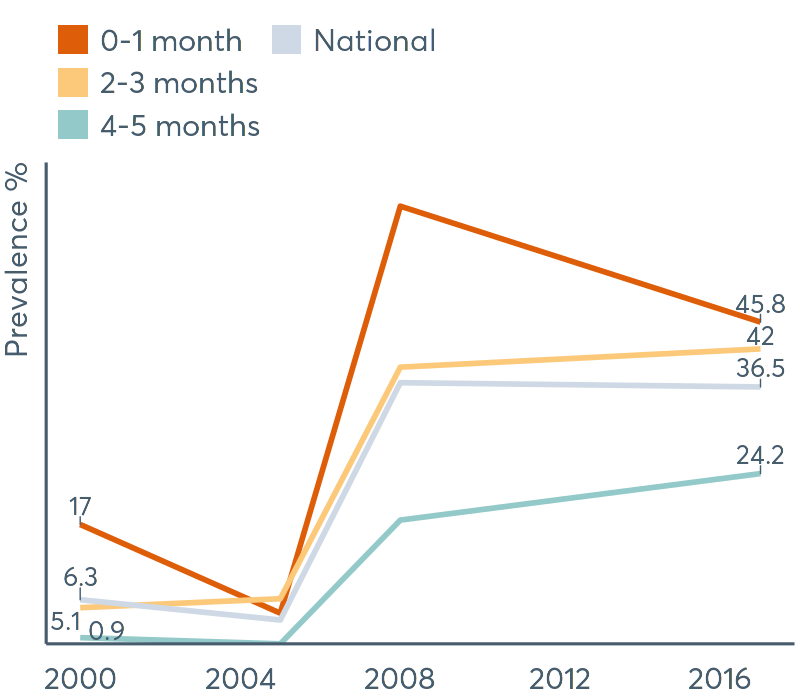 0-1 month National
2-3 months
4-5 months
Prevalence %
45.8
42
36.5
24.2
17
6.3
5.1
0.9
2000 2004 2008 2012 2016